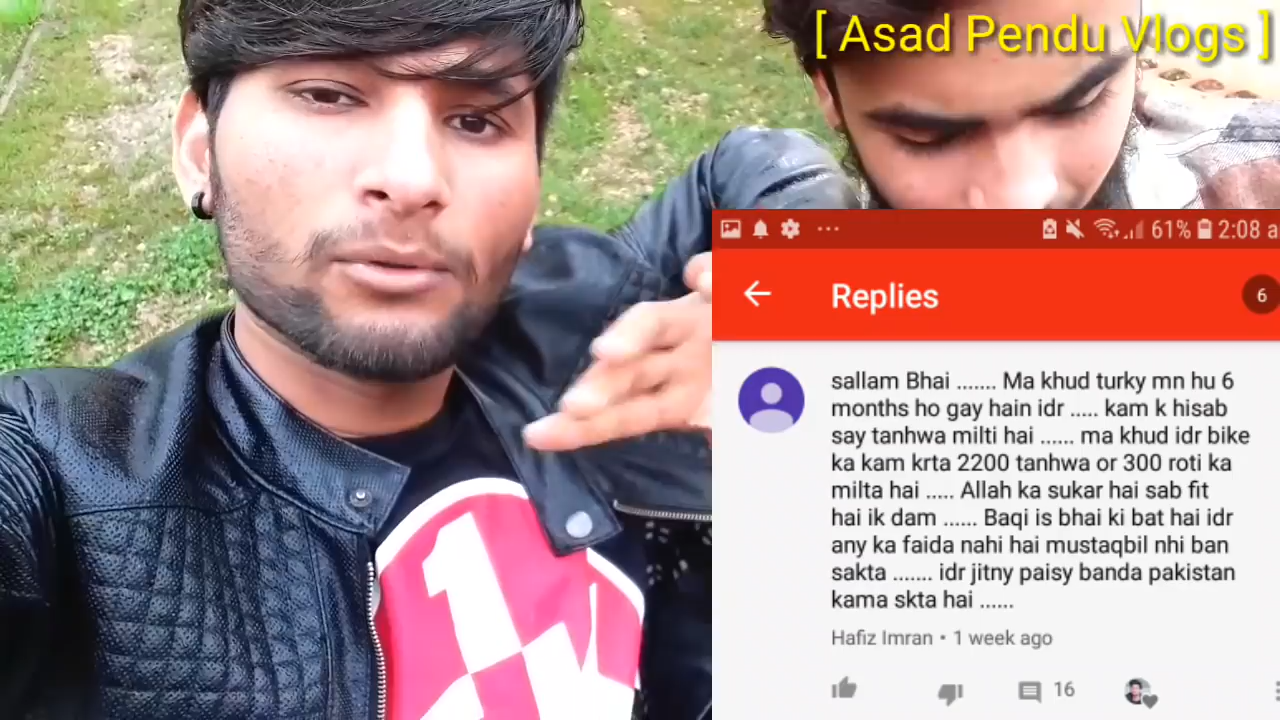 [ Asad Pendu Vlogs ]
61% 2:08 a
Replies
6
sallam Bhai ....... Ma khud turky mn hu 6
months ho gay hain idr ..... kam k hisab
say tanhwa milti hai ...... ma khud idr bike
ka kam krta 2200 tanhwa or 300 roti ka
milta hai ..... Allah ka sukar hai sab fit
hai ik dam ...... Baqi is bhai ki bat hai idr
any ka faida nahi hai mustaqbil nhi ban
sakta ....... idr jitny paisy banda pakistan
kama skta hai ......
Hafiz Imran • 1 week ago
16
1